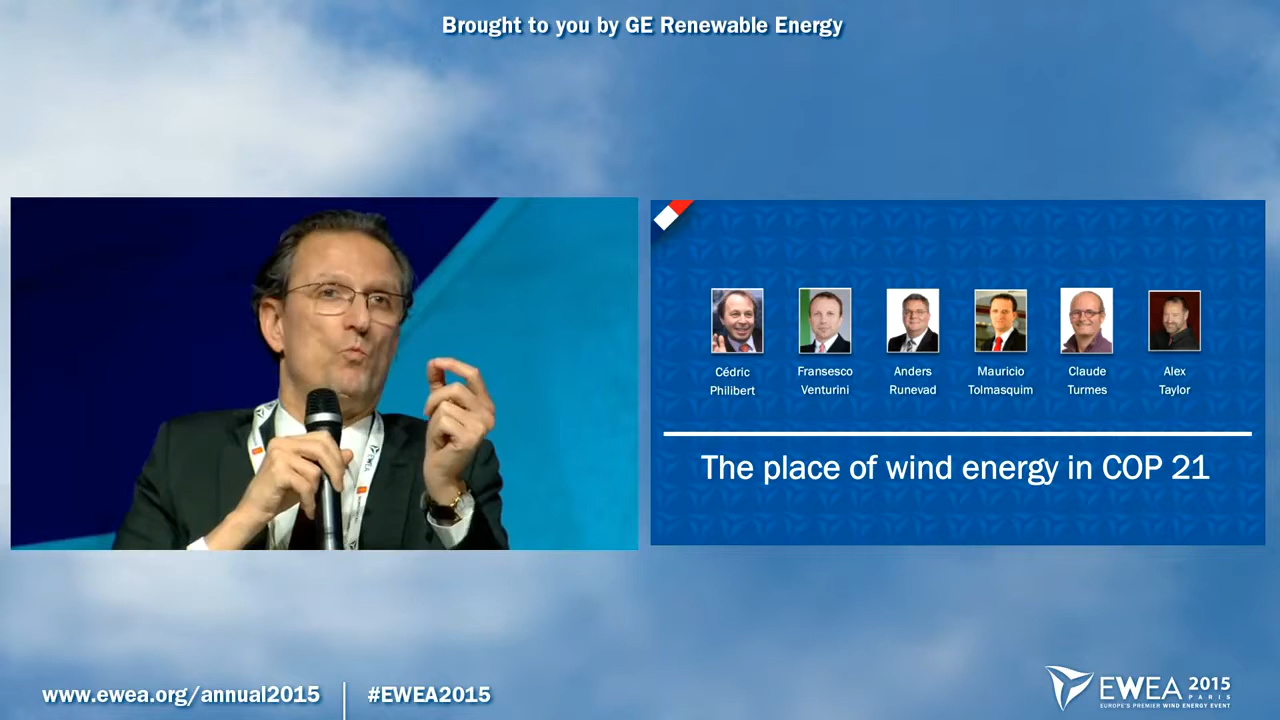 Brought to you by GE Renewable Energy
EWEA
Cédric
Philibert
Fransesco
Venturini
Anders
Runevad
Mauricio
Tolmasquim
Claude
Turmes
Alex
Taylor
The place of wind energy in COP 21
www.ewea.org/annual2015
#EWEA2015
EWEA 2015
PARIS
EUROPE'S PREMIER WIND ENERGY EVENT